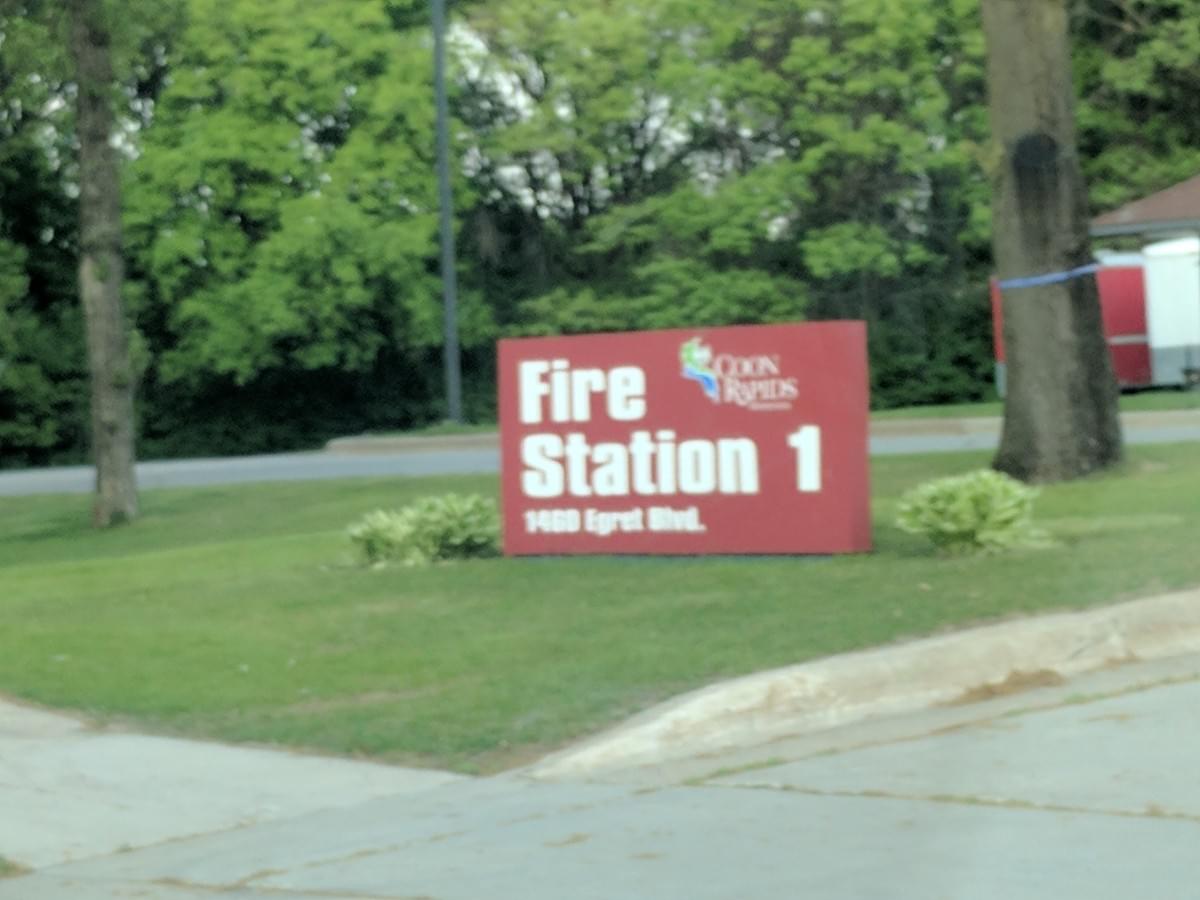 COON
RAPIDS
Fire
Station 1
1460 Egret Blvd.